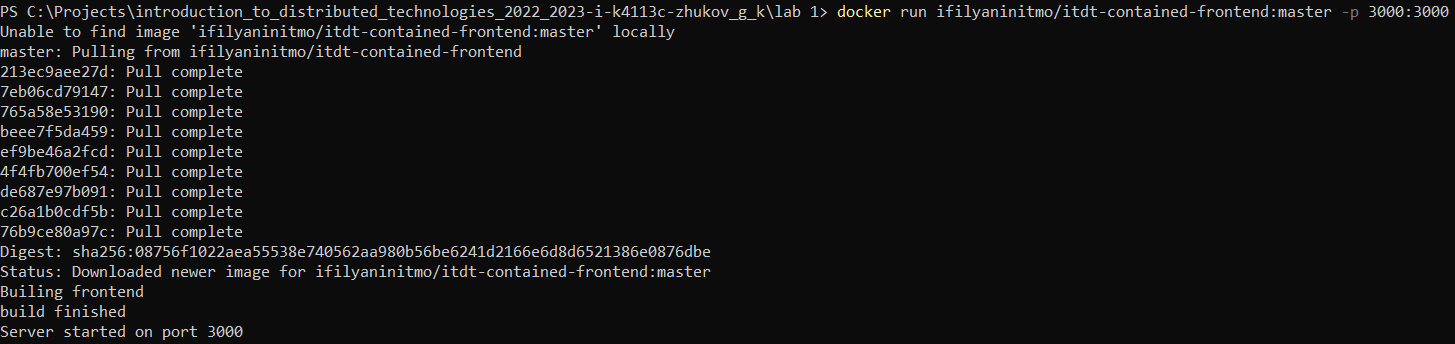 PS C:\Projects\introduction_to_distributed_technologies_2022_2023-i-k4113c-zhukov_g_k\lab 1> docker run ifilyaninitmo/itdt-contained-frontend:master -p 3000:3000
Unable to find image 'ifilyaninitmo/itdt-contained-frontend:master' locally
master: Pulling from ifilyaninitmo/itdt-contained-frontend
213ec9aee27d: Pull complete
7eb06cd79147: Pull complete
765a58e53190: Pull complete
beee7f5da459: Pull complete
ef9be46a2fcd: Pull complete
4f4fb700ef54: Pull complete
de687e97b091: Pull complete
c26a1b0cdf5b: Pull complete
76b9ce80a97c: Pull complete
Digest: sha256:08756f1022aea55538e740562aa980b56be6241d2166e6d8d6521386e0876dbe
Status: Downloaded newer image for ifilyaninitmo/itdt-contained-frontend:master
Builing frontend
build finished
Server started on port 3000